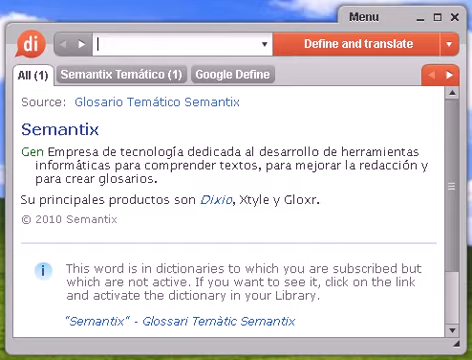 Menu
di
Define and translate
All (1)
Semantix Temático (1)
Google Define
Source: Glosario Temático Semantix
Semantix
Gen Empresa de tecnología dedicada al desarrollo de herramientas
informáticas para comprender textos, para mejorar la redacción y
para crear glosarios.
Su principales productos son Dixio, Xtyle y Gloxr.
© 2010 Semantix
i
This word is in dictionaries to which you are subscribed but
which are not active. If you want to see it, click on the link
and activate the dictionary in your Library.
"Semantix" - Glossari Temàtic Semantix